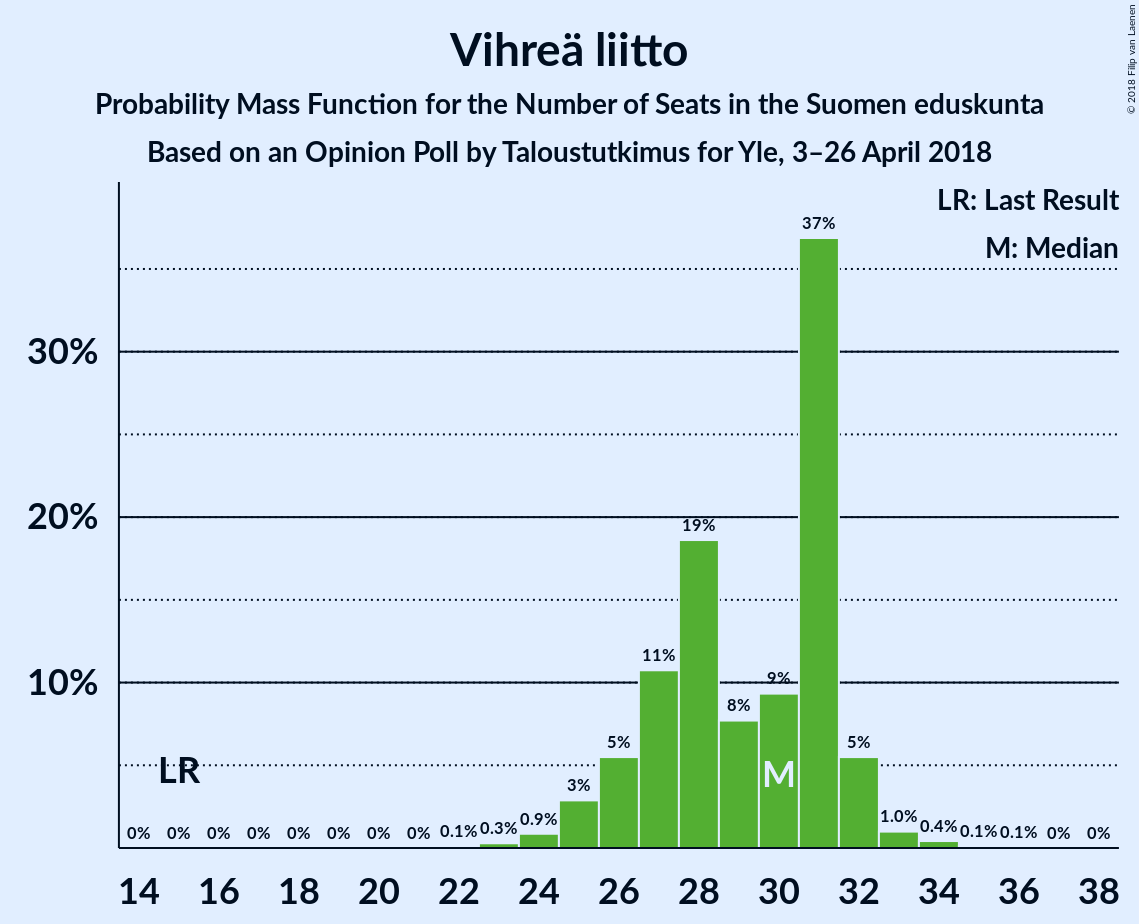 Vihreä liitto
Probability Mass Function for the Number of Seats in the Suomen eduskunta
Based on an Opinion Poll by Taloustutkimus for Yle, 3–26 April 2018
© 2018 Filip van Laenen
LR: Last Result
M: Median
37%
30%
20%
19%
11%
10%
9%
8%
5%
5%
3%
LR
M
0% 0% 0% 0% 0% 0% 0% 0% 0.1% 0.3% 0.9% 1.0% 0.4% 0.1% 0.1% 0% 0%
14 16 18 20 22 24 26 28 30 32 34 36 38